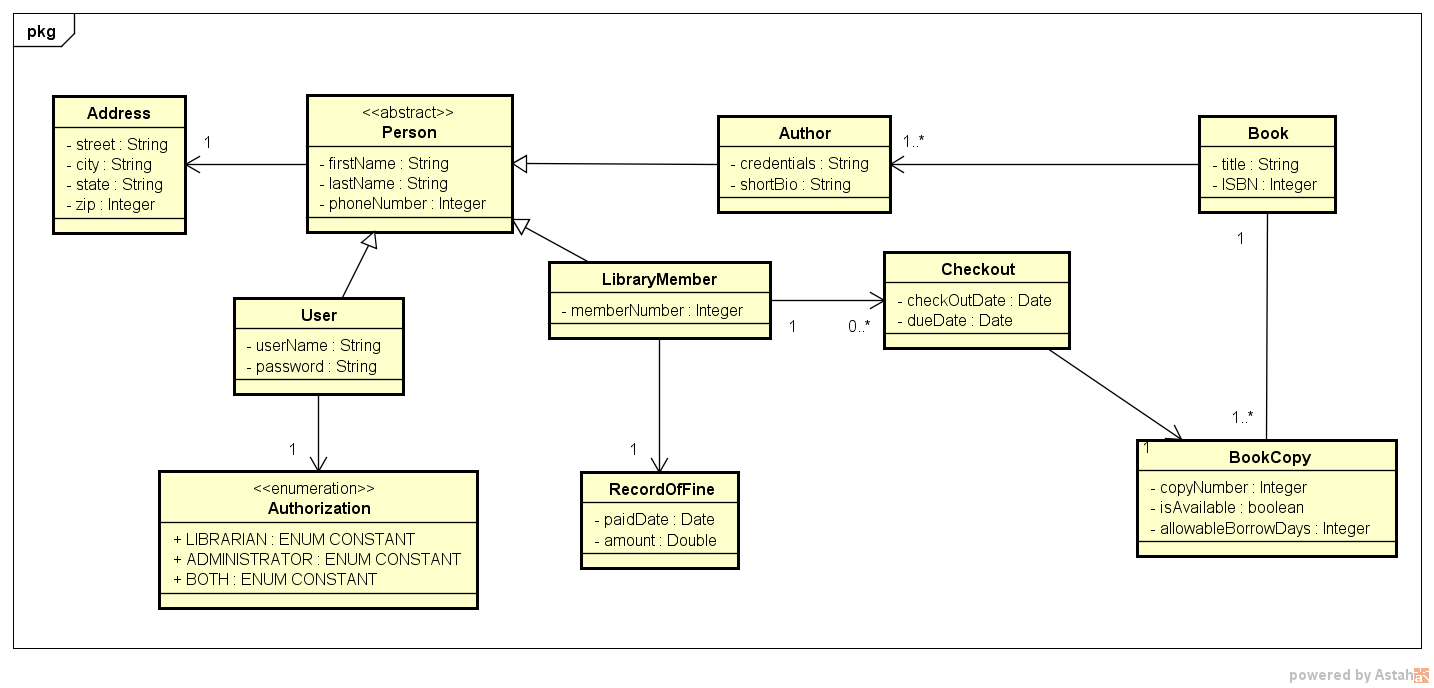 pkg
Address
- street : String
- city : String
- state : String
- zip : Integer
1
<<abstract>>
Person
- firstName : String
- lastName : String
- phoneNumber : Integer
Author
- credentials : String
- shortBio : String
1..*
Book
- title : String
- ISBN : Integer
1
User
- userName : String
- password : String
LibraryMember
- memberNumber : Integer
1
0..*
Checkout
- checkOutDate : Date
- dueDate : Date
1..*
1
<<enumeration>>
Authorization
+ LIBRARIAN : ENUM CONSTANT
+ ADMINISTRATOR : ENUM CONSTANT
+ BOTH : ENUM CONSTANT
1
RecordOfFine
- paidDate : Date
- amount : Double
1
BookCopy
- copyNumber : Integer
- isAvailable : boolean
- allowableBorrowDays : Integer
powered by Astah